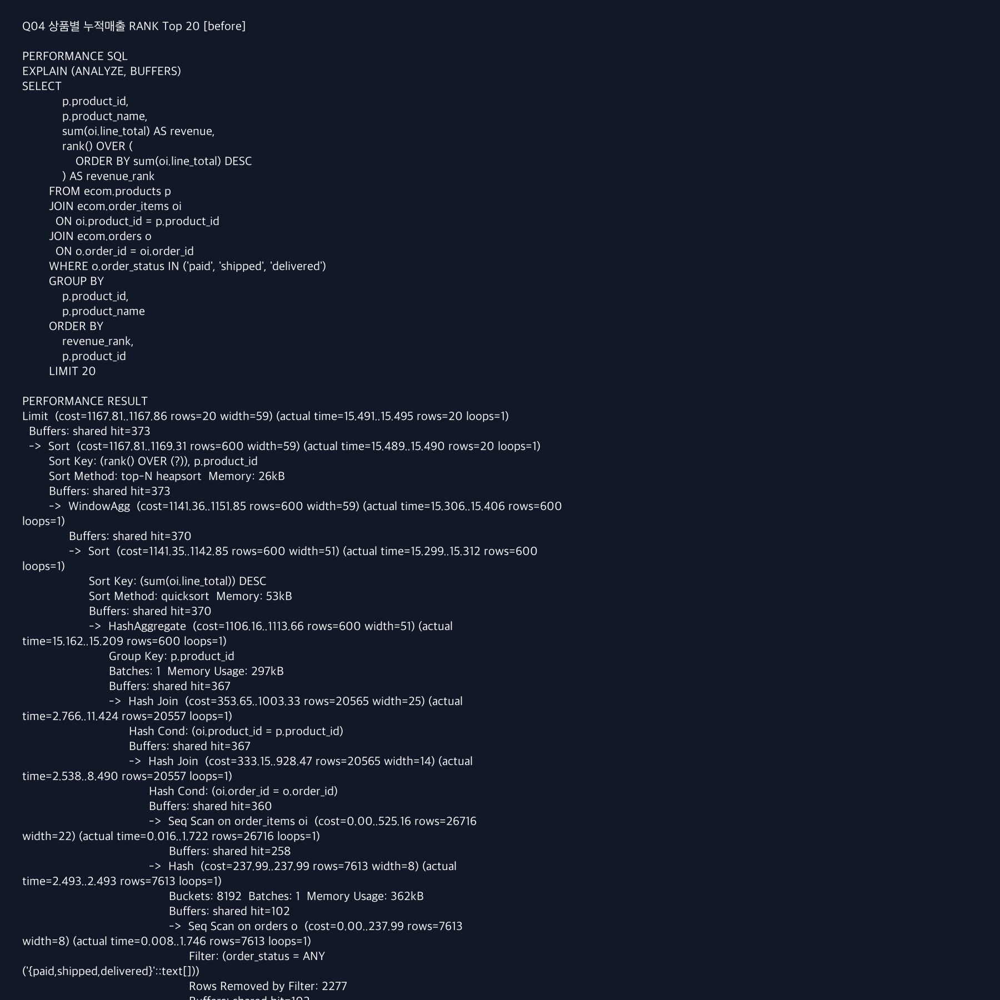 Q04 상품별 누적매출 RANK Top 20 [before]
PERFORMANCE SQL
EXPLAIN (ANALYZE, BUFFERS)
SELECT
p.product_id,
p.product_name,
sum(oi.line_total) AS revenue,
rank() OVER (
ORDER BY sum(oi.line_total) DESC
) AS revenue_rank
FROM ecom.products p
JOIN ecom.order_items oi
ON oi.product_id = p.product_id
JOIN ecom.orders o
ON o.order_id = oi.order_id
WHERE o.order_status IN ('paid', 'shipped', 'delivered')
GROUP BY
p.product_id,
p.product_name
ORDER BY
revenue_rank,
p.product_id
LIMIT 20
PERFORMANCE RESULT
Limit  (cost=1167.81..1167.86 rows=20 width=59) (actual time=15.491..15.495 rows=20 loops=1)
Buffers: shared hit=373
->  Sort  (cost=1167.81..1169.31 rows=600 width=59) (actual time=15.489..15.490 rows=20 loops=1)
Sort Key: (rank() OVER (?)), p.product_id
Sort Method: top-N heapsort  Memory: 26kB
Buffers: shared hit=373
->  WindowAgg  (cost=1141.36..1151.85 rows=600 width=59) (actual time=15.306..15.406 rows=600
loops=1)
Buffers: shared hit=370
->  Sort  (cost=1141.35..1142.85 rows=600 width=51) (actual time=15.299..15.312 rows=600
loops=1)
Sort Key: (sum(oi.line_total)) DESC
Sort Method: quicksort  Memory: 53kB
Buffers: shared hit=370
->  HashAggregate  (cost=1106.16..1113.66 rows=600 width=51) (actual
time=15.162..15.209 rows=600 loops=1)
Group Key: p.product_id
Batches: 1  Memory Usage: 297kB
Buffers: shared hit=367
->  Hash Join  (cost=353.65..1003.33 rows=20565 width=25) (actual
time=2.766..11.424 rows=20557 loops=1)
Hash Cond: (oi.product_id = p.product_id)
Buffers: shared hit=367
->  Hash Join  (cost=333.15..928.47 rows=20565 width=14) (actual
time=2.538..8.490 rows=20557 loops=1)
Hash Cond: (oi.order_id = o.order_id)
Buffers: shared hit=360
->  Seq Scan on order_items oi  (cost=0.00..525.16 rows=26716
width=22) (actual time=0.016..1.722 rows=26716 loops=1)
Buffers: shared hit=258
->  Hash  (cost=237.99..237.99 rows=7613 width=8) (actual
time=2.493..2.493 rows=7613 loops=1)
Buckets: 8192  Batches: 1  Memory Usage: 362kB
Buffers: shared hit=102
->  Seq Scan on orders o  (cost=0.00..237.99 rows=7613
width=8) (actual time=0.008..1.746 rows=7613 loops=1)
Filter: (order_status = ANY
('{paid,shipped,delivered}'::text[]))
Rows Removed by Filter: 2277
Buffers: shared hit=102